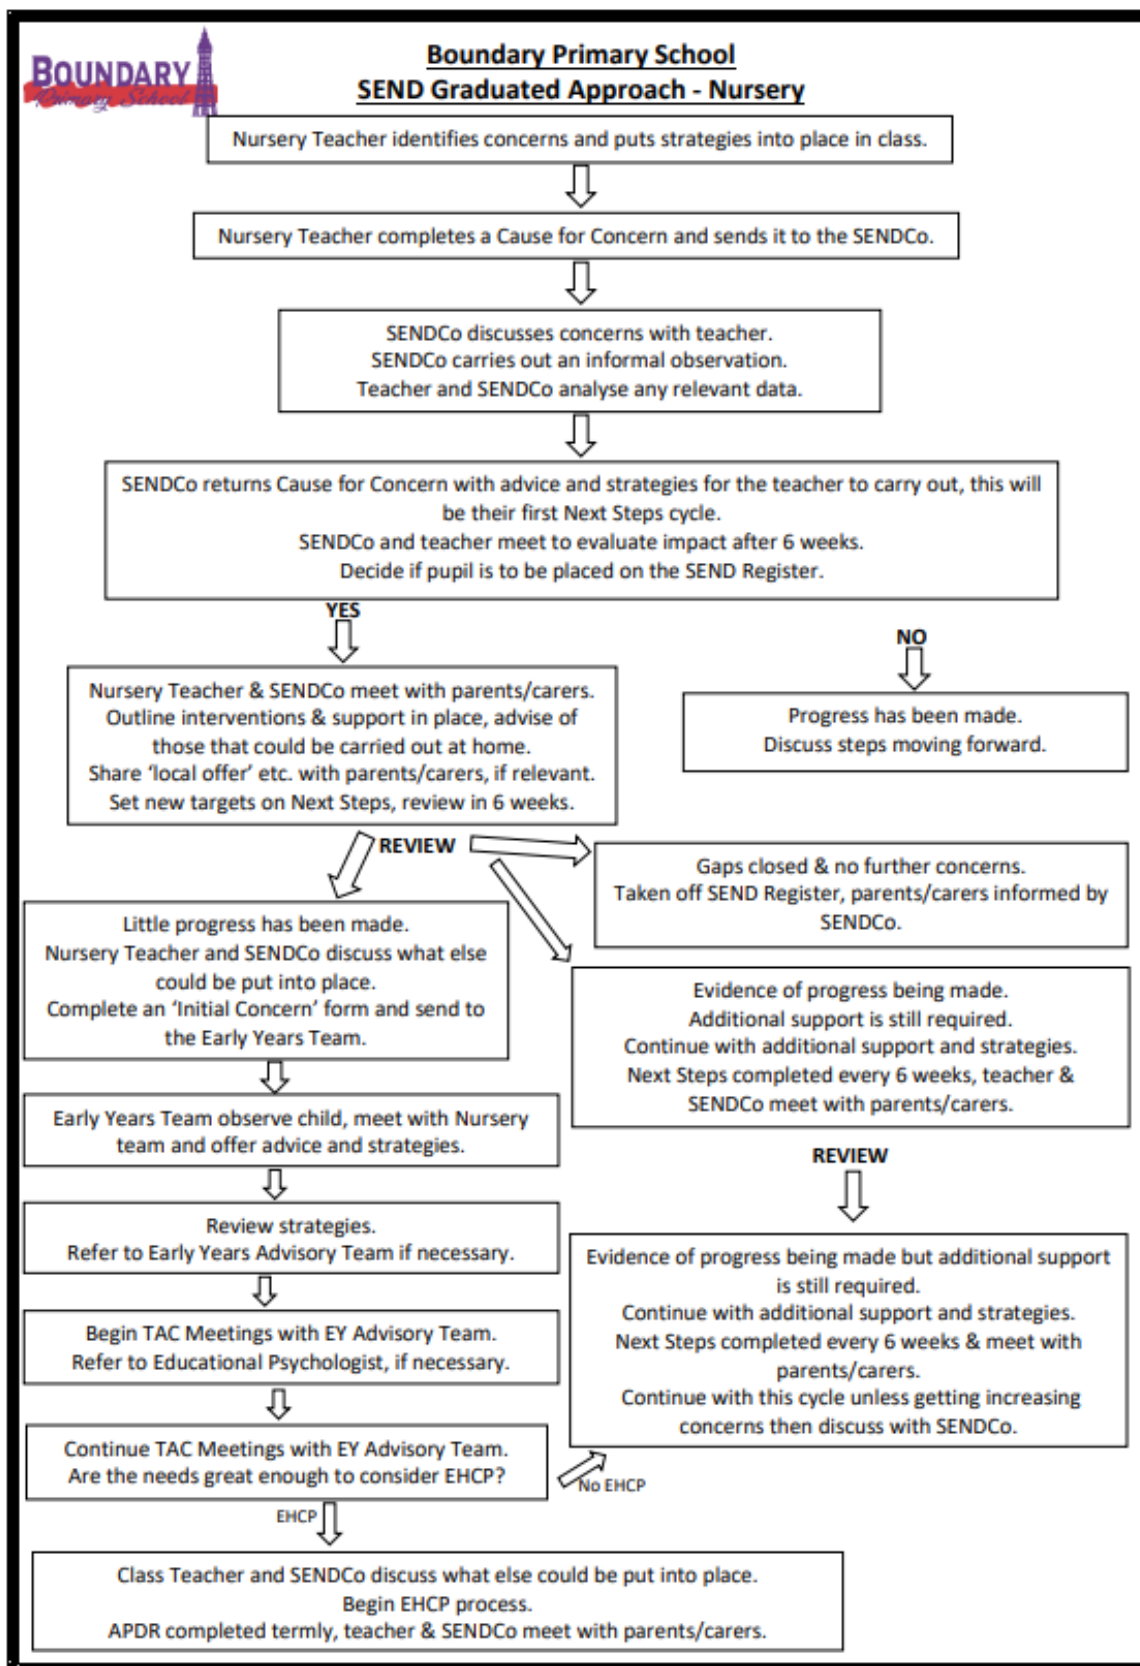 BOUNDARY
Primary School
Boundary Primary School
SEND Graduated Approach - Nursery
Nursery Teacher identifies concerns and puts strategies into place in class.
Nursery Teacher completes a Cause for Concern and sends it to the SENDCo.
SENDCo discusses concerns with teacher.
SENDCo carries out an informal observation.
Teacher and SENDCo analyse any relevant data.
SENDCo returns Cause for Concern with advice and strategies for the teacher to carry out, this will
be their first Next Steps cycle.
SENDCo and teacher meet to evaluate impact after 6 weeks.
Decide if pupil is to be placed on the SEND Register.
YES
NO
Nursery Teacher & SENDCo meet with parents/carers.
Outline interventions & support in place, advise of
those that could be carried out at home.
Share ‘local offer’ etc. with parents/carers, if relevant.
Set new targets on Next Steps, review in 6 weeks.
Progress has been made.
Discuss steps moving forward.
REVIEW
Gaps closed & no further concerns.
Taken off SEND Register, parents/carers informed by
SENDCo.
Little progress has been made.
Nursery Teacher and SENDCo discuss what else
could be put into place.
Complete an ‘Initial Concern’ form and send to
the Early Years Team.
Evidence of progress being made.
Additional support is still required.
Continue with additional support and strategies.
Next Steps completed every 6 weeks, teacher &
SENDCo meet with parents/carers.
Early Years Team observe child, meet with Nursery
team and offer advice and strategies.
REVIEW
Review strategies.
Refer to Early Years Advisory Team if necessary.
Evidence of progress being made but additional support
is still required.
Continue with additional support and strategies.
Next Steps completed every 6 weeks & meet with
parents/carers.
Continue with this cycle unless getting increasing
concerns then discuss with SENDCo.
Begin TAC Meetings with EY Advisory Team.
Refer to Educational Psychologist, if necessary.
Continue TAC Meetings with EY Advisory Team.
Are the needs great enough to consider EHCP?
No EHCP
EHCP
Class Teacher and SENDCo discuss what else could be put into place.
Begin EHCP process.
APDR completed termly, teacher & SENDCo meet with parents/carers.